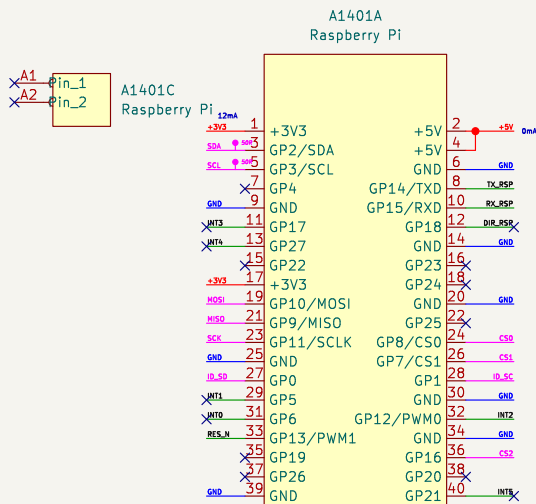 A1401A
Raspberry Pi
A1 Pin_1
A2 Pin_2
A1401C
Raspberry Pi
12mA
+3V3 1 +3V3 +5V 2 +5V 0mA
SDA 50P 3 GP2/SDA +5V 4
SCL 50P 5 GP3/SCL GND 6 GND
7 GP4 GP14/TXD 8 TX_RSP
GND 9 GND GP15/RXD 10 RX_RSP
INT3 11 GP17 GP18 12 DIR_RSR
INT4 13 GP27 GND 14 GND
15 GP22 GP23 16
+3V3 17 +3V3 GP24 18
MOSI 19 GP10/MOSI GND 20 GND
MISO 21 GP9/MISO GP25 22
SCK 23 GP11/SCLK GP8/CS0 24 CS0
GND 25 GND GP7/CS1 26 CS1
ID_SD 27 GP0 GP1 28 ID_SC
INT1 29 GP5 GND 30 GND
INT0 31 GP6 GP12/PWM0 32 INT2
RES_N 33 GP13/PWM1 GND 34 GND
35 GP19 GP16 36 CS2
37 GP26 GP20 38
GND 39 GND GP21 40 INT5